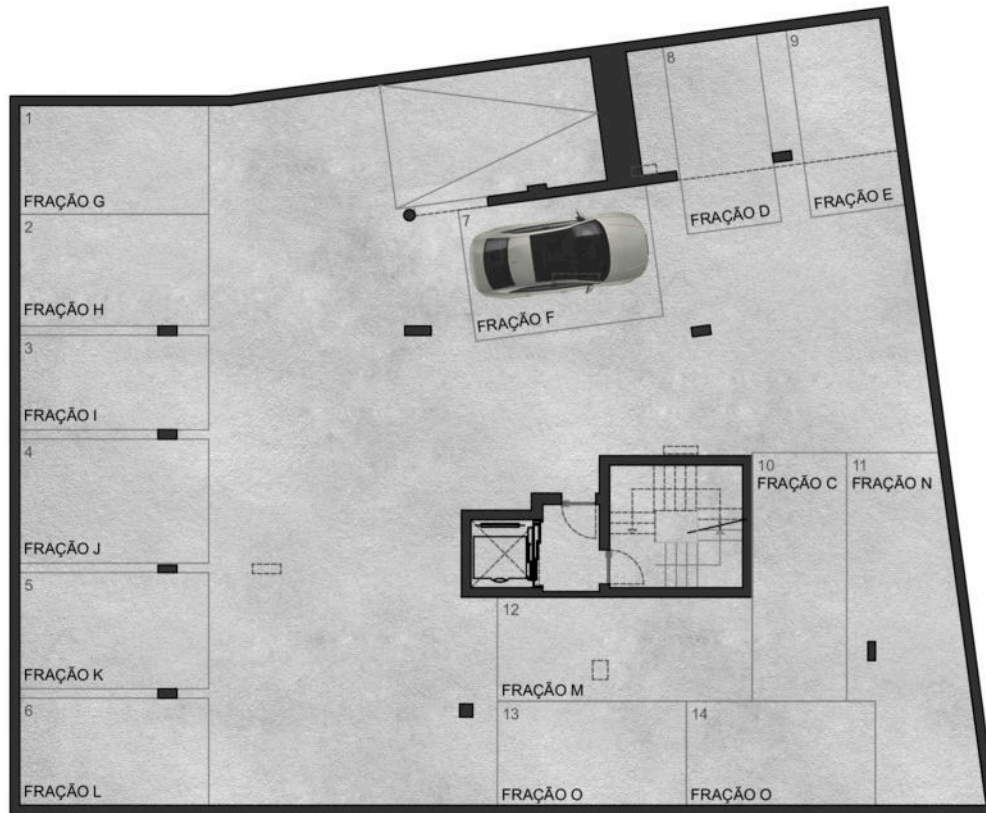 1
FRAÇÃO G
2
FRAÇÃO H
3
FRAÇÃO I
4
FRAÇÃO J
5
FRAÇÃO K
6
FRAÇÃO L
7
FRAÇÃO F
8
FRAÇÃO D
9
FRAÇÃO E
10
FRAÇÃO C
11
FRAÇÃO N
12
FRAÇÃO M
13
FRAÇÃO O
14
FRAÇÃO O